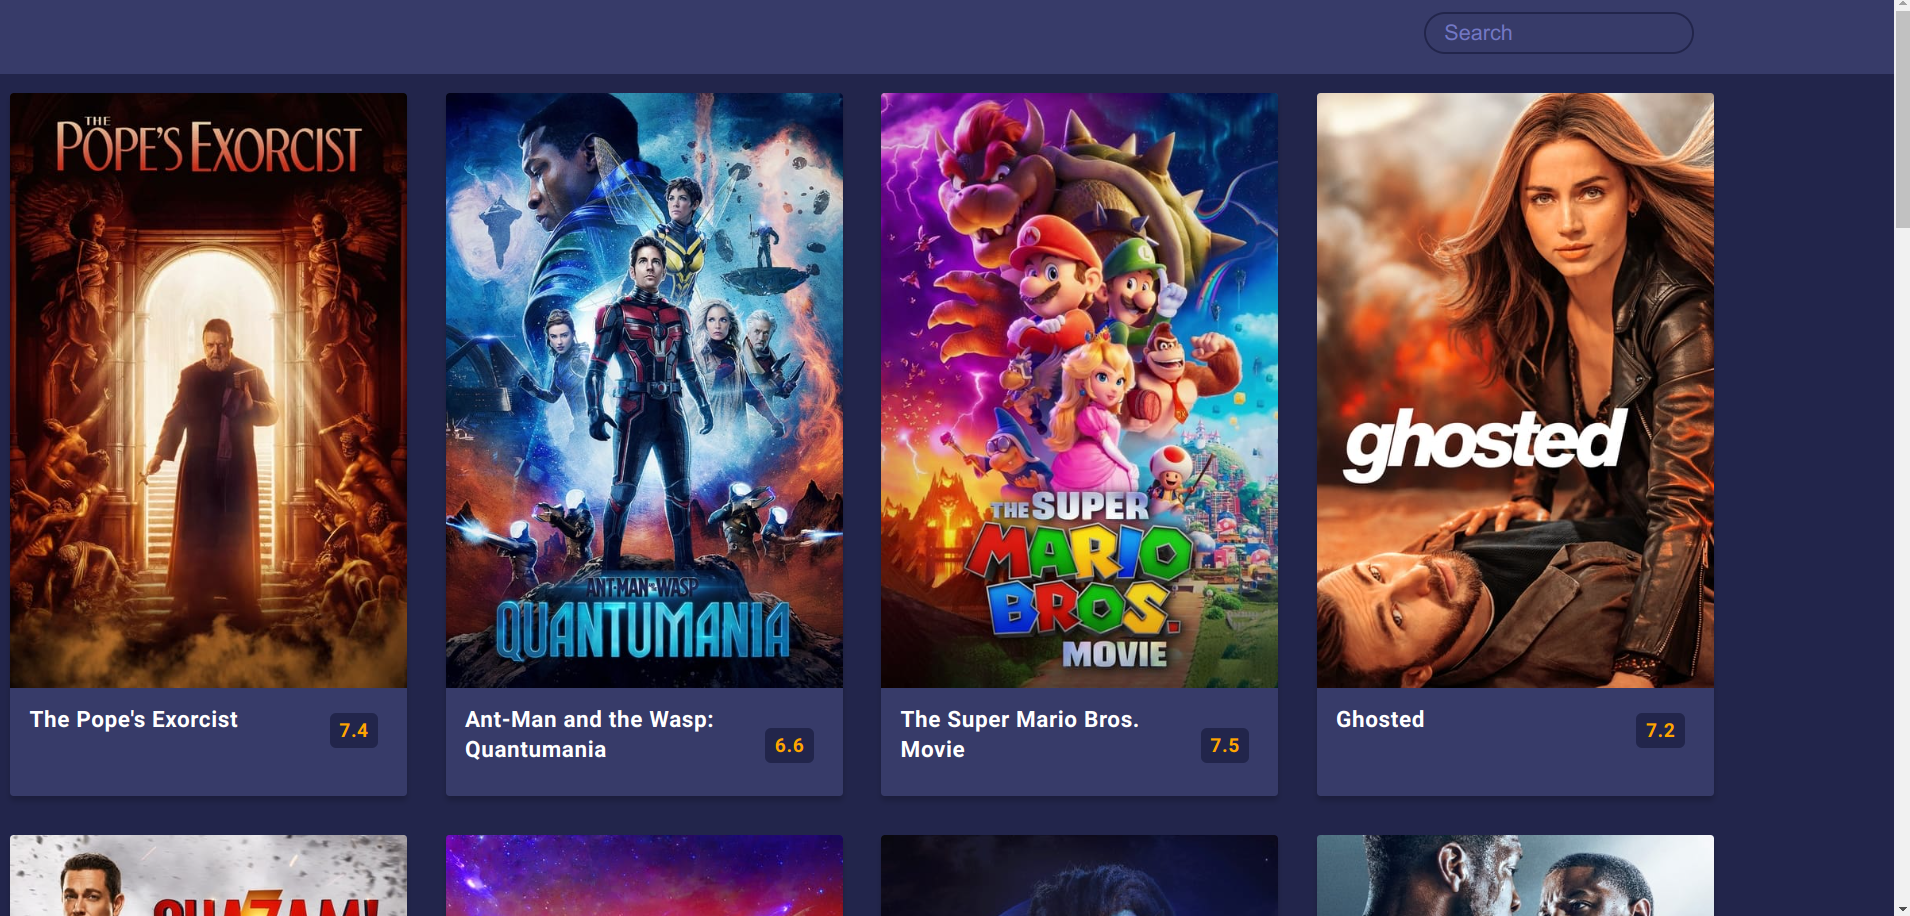 Search
THE
POPE'S EXORCIST
ANT-MAN AND THE WASP
QUANTUMANIA
THE SUPER
MARIO
BROS.
MOVIE
ghosted
The Pope's Exorcist
7.4
Ant-Man and the Wasp:
Quantumania
6.6
The Super Mario Bros.
Movie
7.5
Ghosted
7.2
SHAZAM!